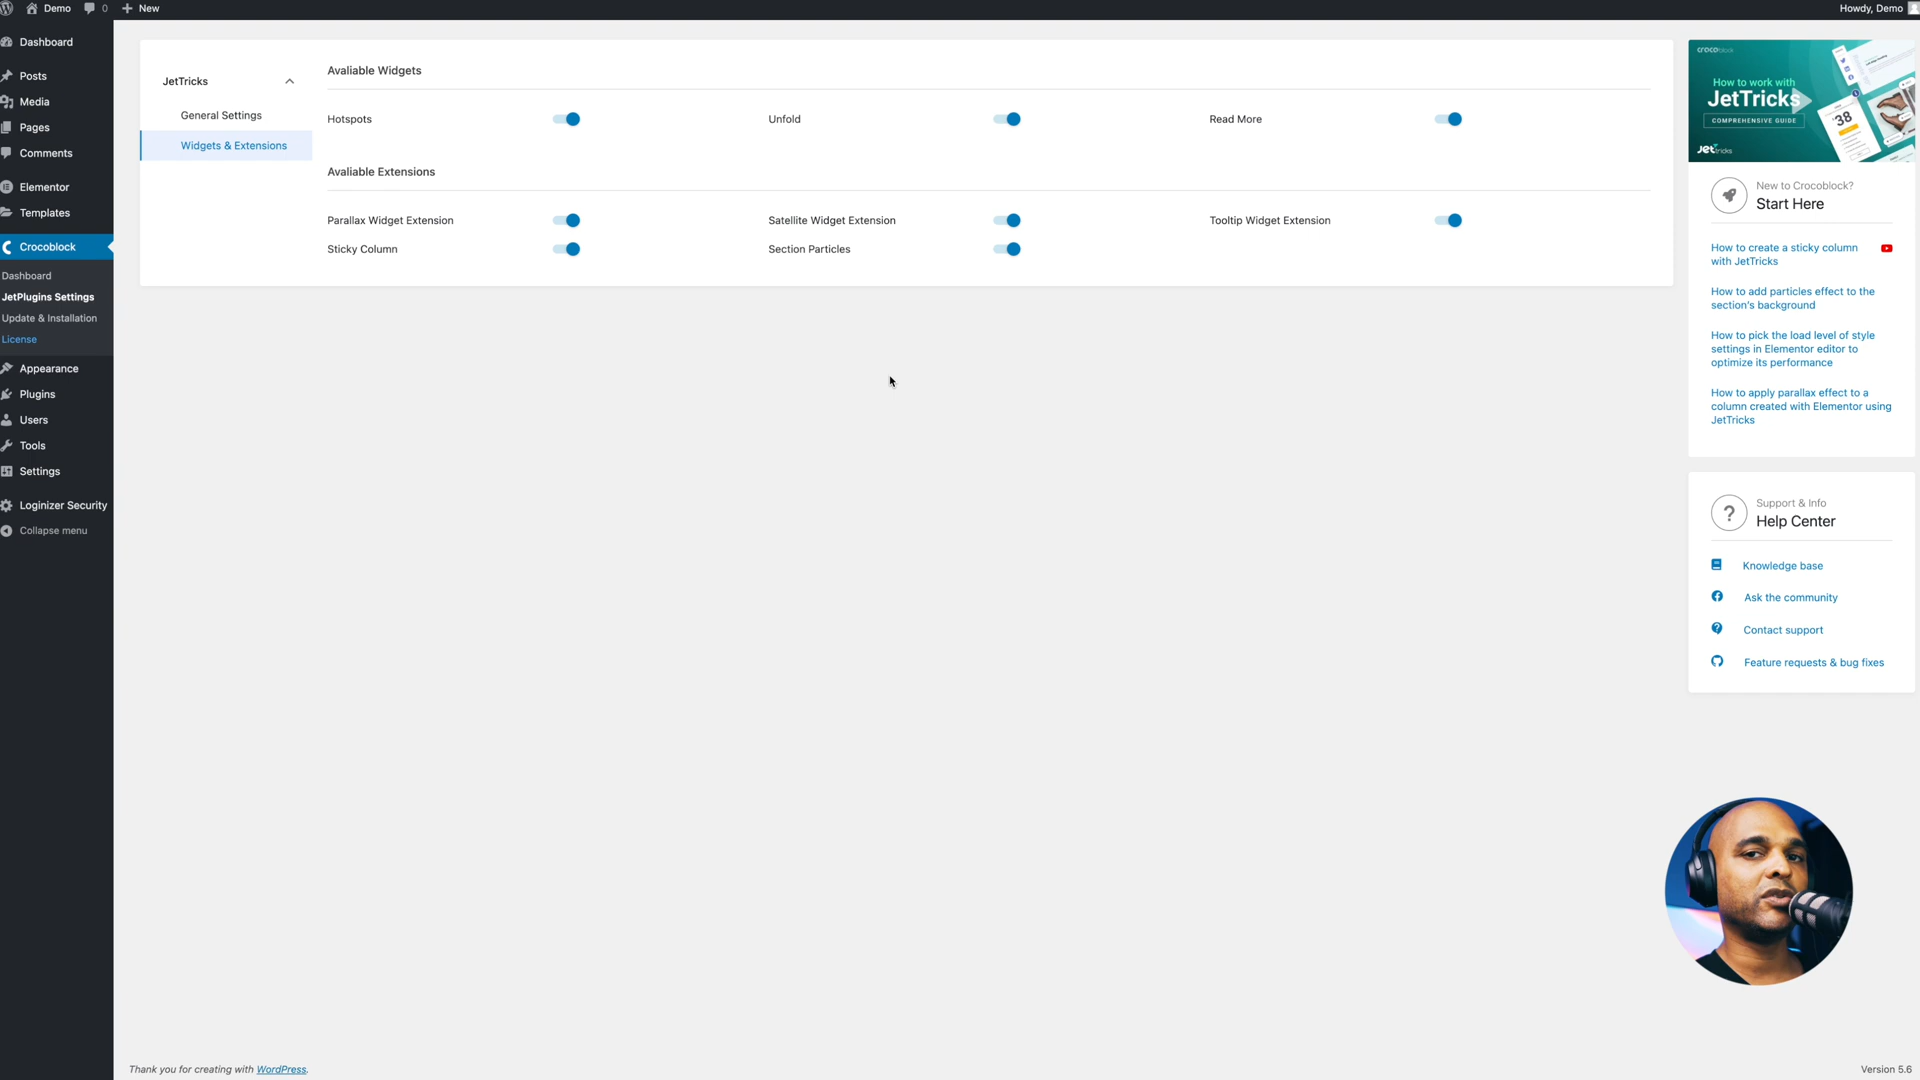 Demo 0 New Howdy, Demo
Dashboard
Posts
Media
Pages
Comments
Elementor
Templates
Crocoblock
Dashboard
JetPlugins Settings
Update & Installation
License
Appearance
Plugins
Users
Tools
Settings
Loginizer Security
Collapse menu
JetTricks
General Settings
Widgets & Extensions
Avaliable Widgets
Hotspots Unfold Read More
Avaliable Extensions
Parallax Widget Extension Satellite Widget Extension Tooltip Widget Extension
Sticky Column Section Particles
crocoblock
How to work with
JetTricks
COMPREHENSIVE GUIDE
38
JetTricks
New to Crocoblock?
Start Here
How to create a sticky column
with JetTricks
How to add particles effect to the
section's background
How to pick the load level of style
settings in Elementor editor to
optimize its performance
How to apply parallax effect to a
column created with Elementor using
JetTricks
?
Support & Info
Help Center
Knowledge base
Ask the community
Contact support
Feature requests & bug fixes
Thank you for creating with WordPress.
Version 5.6